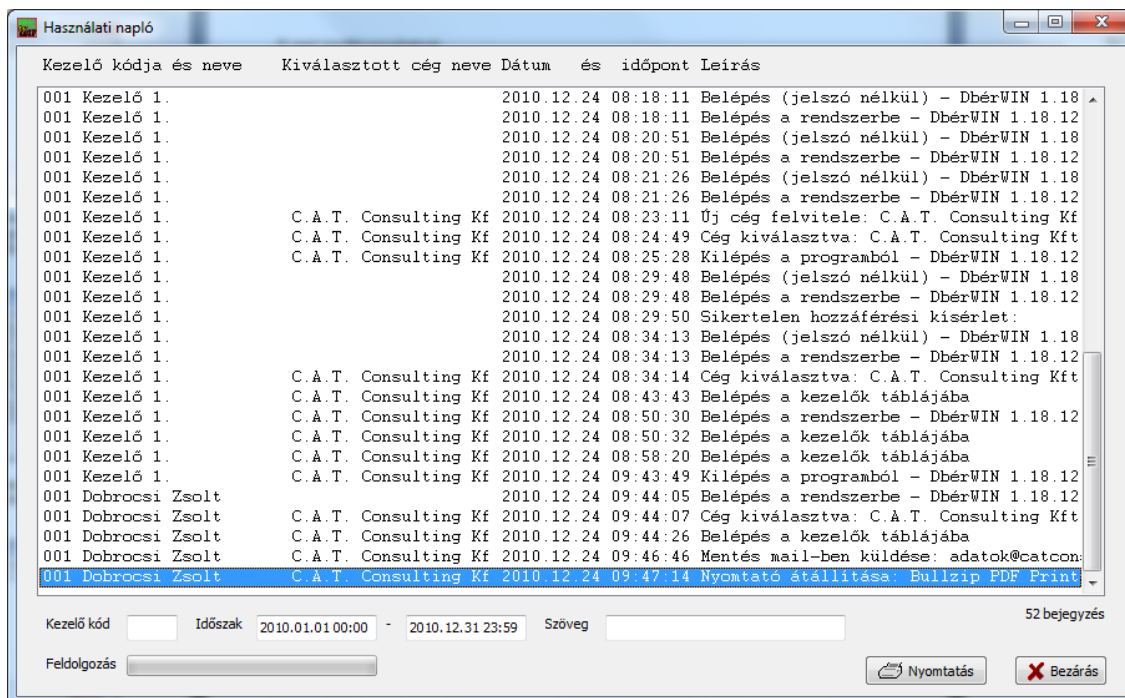 Használati napló
Kezelő kódja és neve Kiválasztott cég neve Dátum és időpont Leírás
001 Kezelő 1. 2010.12.24 08:18:11 Belépés (jelszó nélkül) - DbérWIN 1.18
001 Kezelő 1. 2010.12.24 08:18:11 Belépés a rendszerbe - DbérWIN 1.18.12
001 Kezelő 1. 2010.12.24 08:20:51 Belépés (jelszó nélkül) - DbérWIN 1.18
001 Kezelő 1. 2010.12.24 08:20:51 Belépés a rendszerbe - DbérWIN 1.18.12
001 Kezelő 1. 2010.12.24 08:21:26 Belépés (jelszó nélkül) - DbérWIN 1.18
001 Kezelő 1. 2010.12.24 08:21:26 Belépés a rendszerbe - DbérWIN 1.18.12
001 Kezelő 1. C.A.T. Consulting Kf 2010.12.24 08:23:11 Új cég felvitele: C.A.T. Consulting Kf
001 Kezelő 1. C.A.T. Consulting Kf 2010.12.24 08:24:49 Cég kiválasztva: C.A.T. Consulting Kft
001 Kezelő 1. C.A.T. Consulting Kf 2010.12.24 08:25:28 Kilépés a programból - DbérWIN 1.18.12
001 Kezelő 1. 2010.12.24 08:29:48 Belépés (jelszó nélkül) - DbérWIN 1.18
001 Kezelő 1. 2010.12.24 08:29:48 Belépés a rendszerbe - DbérWIN 1.18.12
001 Kezelő 1. 2010.12.24 08:29:50 Sikertelen hozzáférési kísérlet:
001 Kezelő 1. 2010.12.24 08:34:13 Belépés (jelszó nélkül) - DbérWIN 1.18
001 Kezelő 1. 2010.12.24 08:34:13 Belépés a rendszerbe - DbérWIN 1.18.12
001 Kezelő 1. C.A.T. Consulting Kf 2010.12.24 08:34:14 Cég kiválasztva: C.A.T. Consulting Kft
001 Kezelő 1. C.A.T. Consulting Kf 2010.12.24 08:43:43 Belépés a kezelők táblájába
001 Kezelő 1. C.A.T. Consulting Kf 2010.12.24 08:50:30 Belépés a rendszerbe - DbérWIN 1.18.12
001 Kezelő 1. C.A.T. Consulting Kf 2010.12.24 08:50:32 Belépés a kezelők táblájába
001 Kezelő 1. C.A.T. Consulting Kf 2010.12.24 08:58:20 Belépés a kezelők táblájába
001 Kezelő 1. C.A.T. Consulting Kf 2010.12.24 09:43:49 Kilépés a programból - DbérWIN 1.18.12
001 Dobrocsi Zsolt 2010.12.24 09:44:05 Belépés a rendszerbe - DbérWIN 1.18.12
001 Dobrocsi Zsolt C.A.T. Consulting Kf 2010.12.24 09:44:07 Cég kiválasztva: C.A.T. Consulting Kft
001 Dobrocsi Zsolt C.A.T. Consulting Kf 2010.12.24 09:44:26 Belépés a kezelők táblájába
001 Dobrocsi Zsolt C.A.T. Consulting Kf 2010.12.24 09:46:46 Mentés mail-ben küldése: adatok@catcon
001 Dobrocsi Zsolt C.A.T. Consulting Kf 2010.12.24 09:47:14 Nyomtató átállítása: Bullzip PDF Print
52 bejegyzés
Kezelő kód Időszak 2010.01.01 00:00 - 2010.12.31 23:59 Szöveg
Feldolgozás Nyomtatás Bezárás